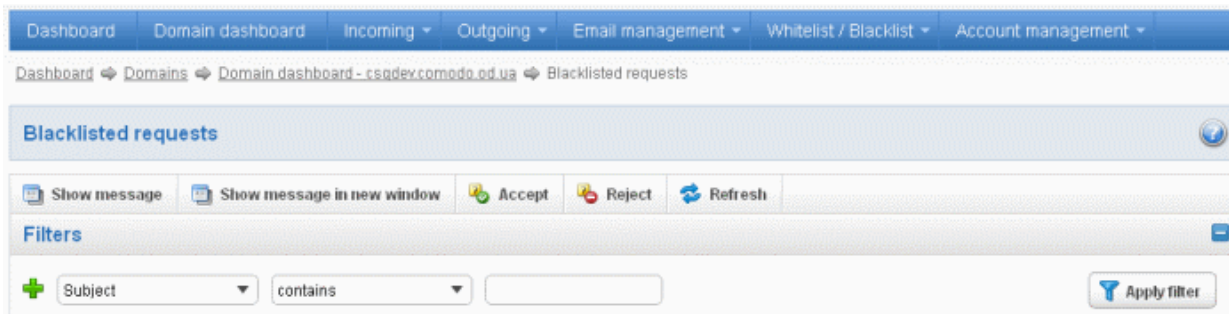 Dashboard Domain dashboard Incoming Outgoing Email management Whitelist / Blacklist Account management
Dashboard Domains Domain dashboard - csgdev.comodo.od.ua Blacklisted requests
Blacklisted requests
Show message Show message in new window Accept Reject Refresh
Filters
Subject contains Apply filter